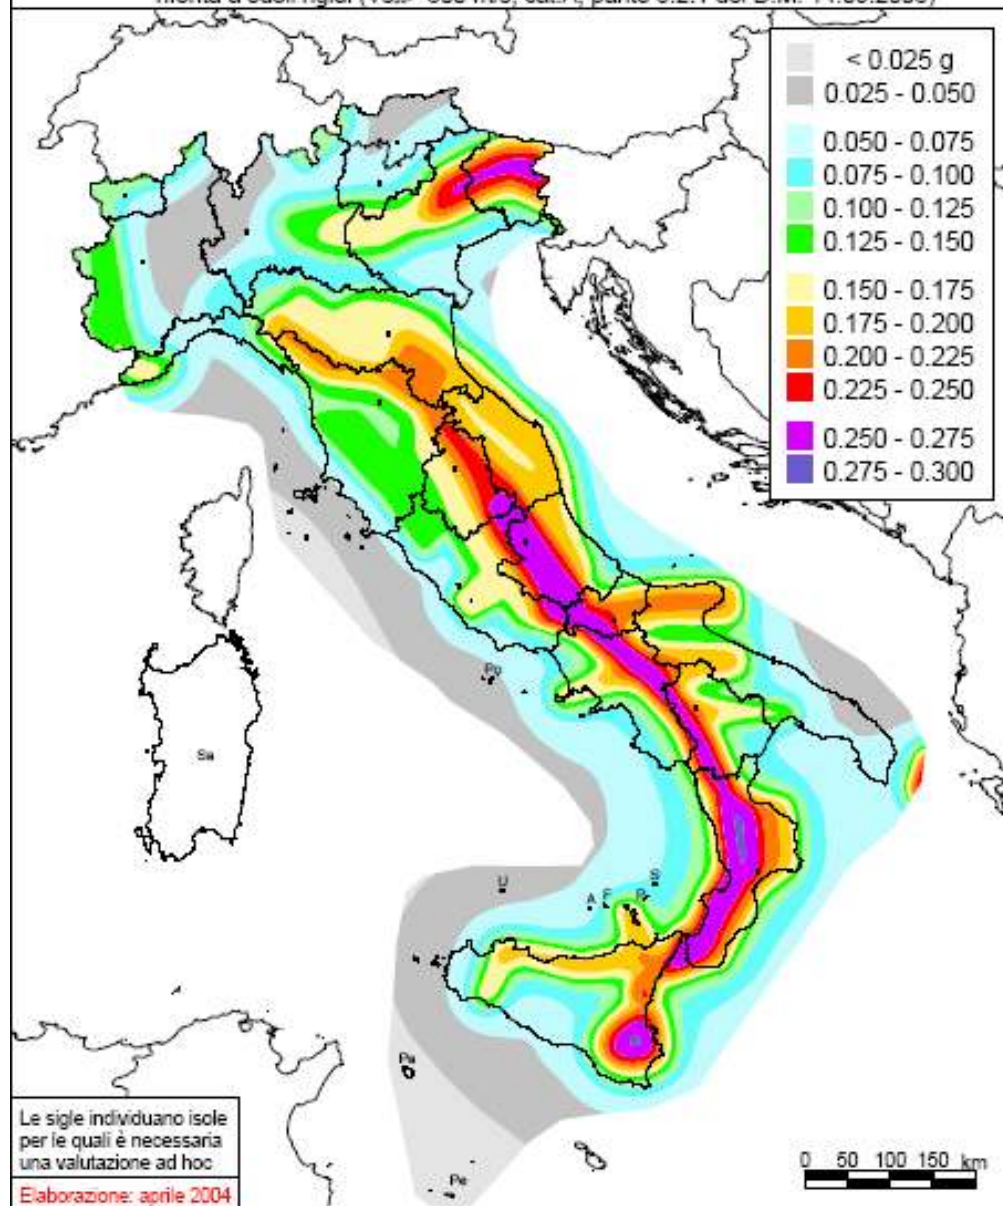 < 0.025 g
0.025 - 0.050
0.050 - 0.075
0.075 - 0.100
0.100 - 0.125
0.125 - 0.150
0.150 - 0.175
0.175 - 0.200
0.200 - 0.225
0.225 - 0.250
0.250 - 0.275
0.275 - 0.300
Po
Sa
U
A
F
S
Pa
Pe
Le sigle individuano isole
per le quali è necessaria
una valutazione ad hoc
Elaborazione: aprile 2004
0 50 100 150 km